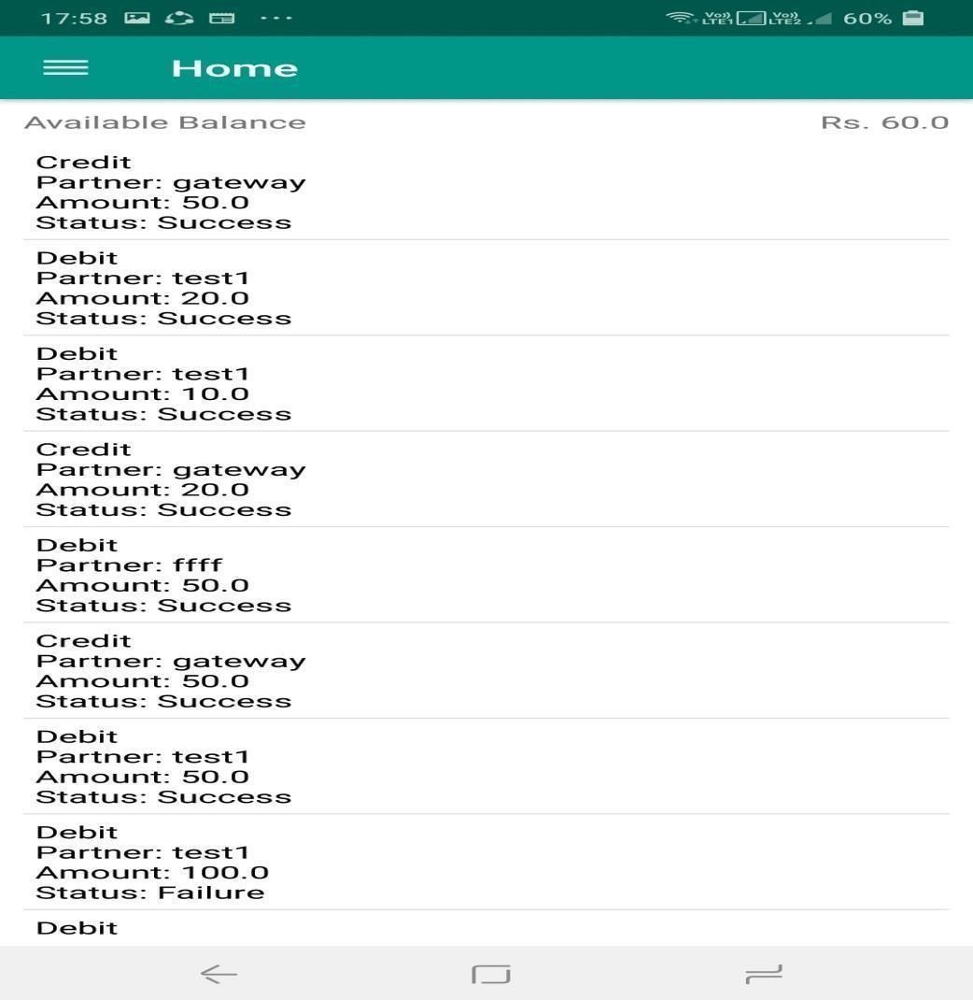 17:58
Vo)) LTE1 Vo)) LTE2 60%
Home
Available Balance Rs. 60.0
Credit
Partner: gateway
Amount: 50.0
Status: Success
Debit
Partner: test1
Amount: 20.0
Status: Success
Debit
Partner: test1
Amount: 10.0
Status: Success
Credit
Partner: gateway
Amount: 20.0
Status: Success
Debit
Partner: ffff
Amount: 50.0
Status: Success
Credit
Partner: gateway
Amount: 50.0
Status: Success
Debit
Partner: test1
Amount: 50.0
Status: Success
Debit
Partner: test1
Amount: 100.0
Status: Failure
Debit